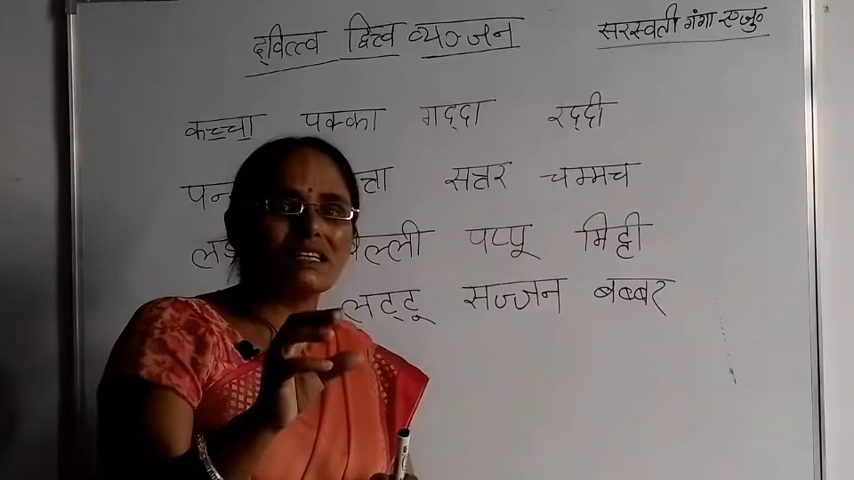 द्वित्त्व द्वित्व व्यञ्जन सरस्वती गंगा एजु०
कच्चा पक्का गद्दा रद्दी
सत्तर चम्मच
पप्पू मिट्टी
लट्टू सज्जन बब्बर